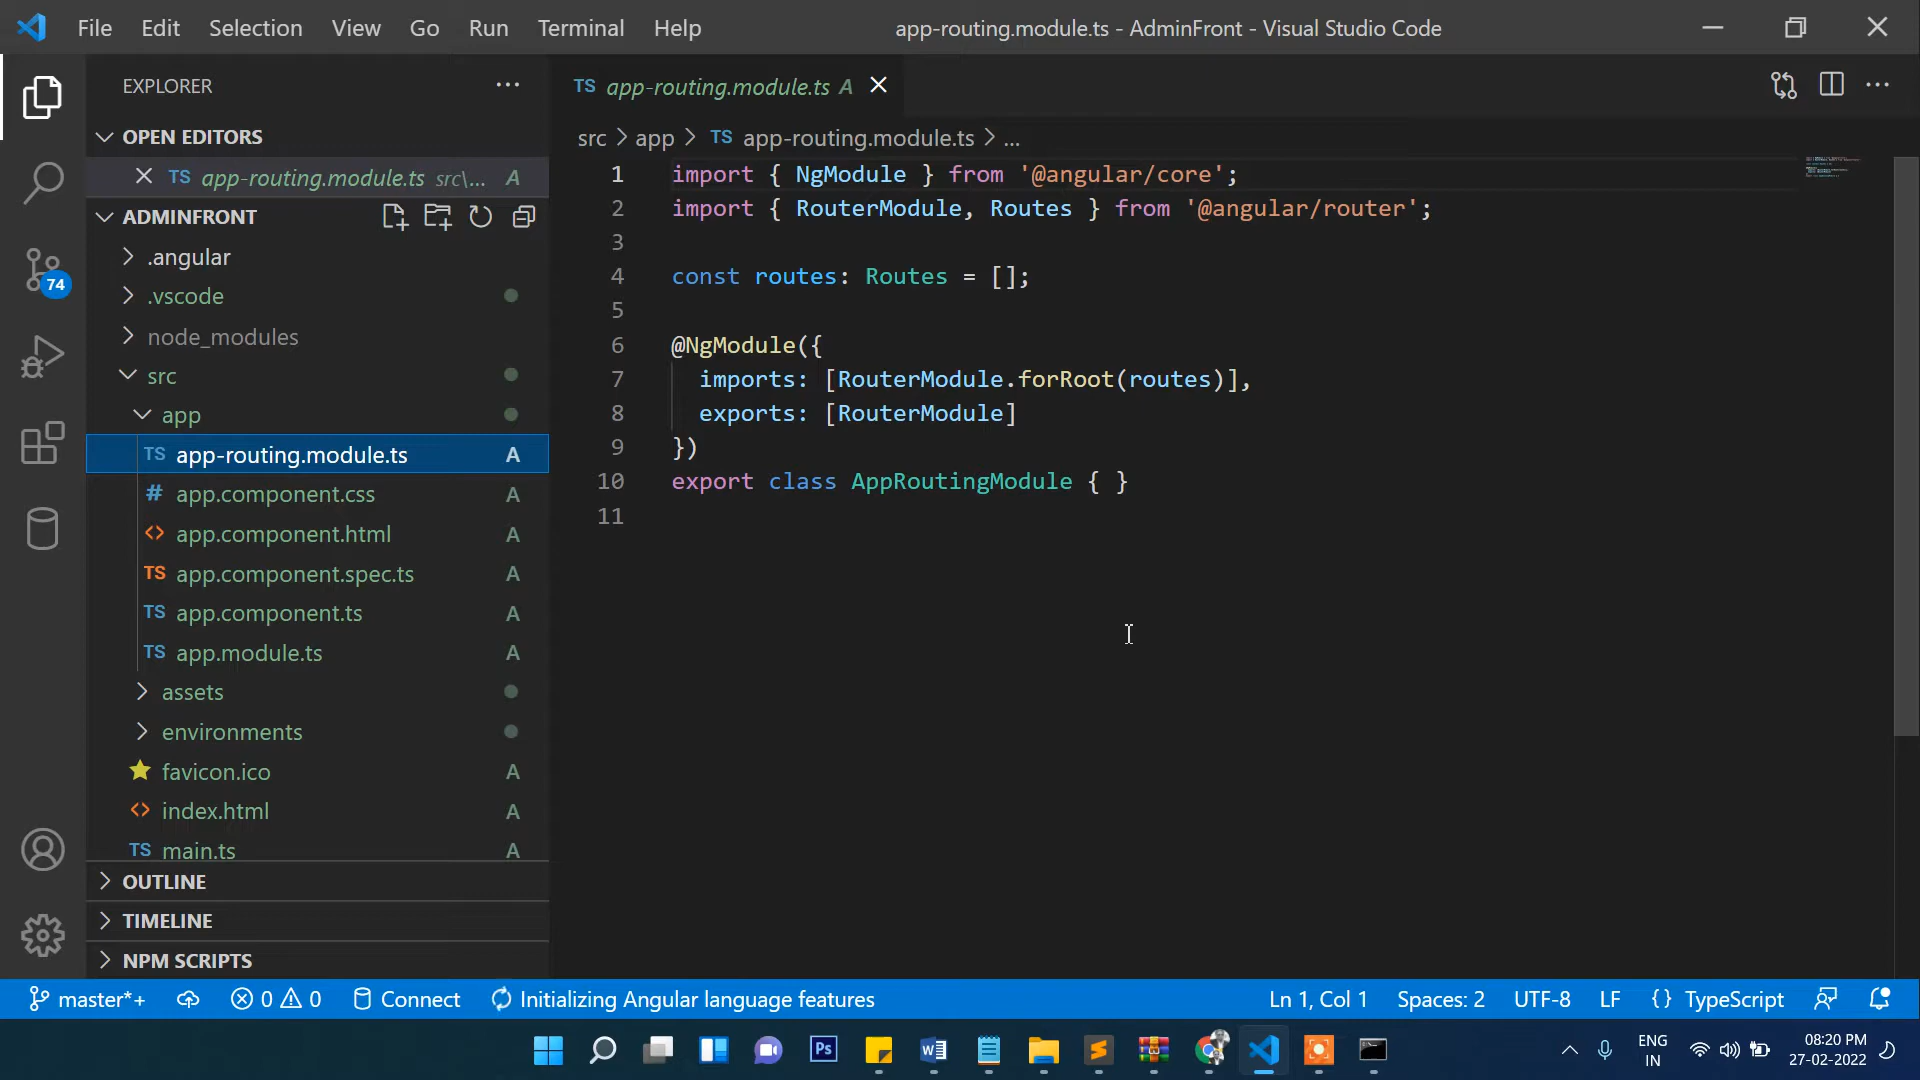 File Edit Selection View Go Run Terminal Help
app-routing.module.ts - AdminFront - Visual Studio Code
EXPLORER
OPEN EDITORS
TS app-routing.module.ts src\... A
ADMINFRONT
.angular
.vscode
node_modules
src
app
TS app-routing.module.ts A
# app.component.css A
<> app.component.html A
TS app.component.spec.ts A
TS app.component.ts A
TS app.module.ts A
assets
environments
favicon.ico A
<> index.html A
TS main.ts A
OUTLINE
TIMELINE
NPM SCRIPTS
74
TS app-routing.module.ts A
src > app > TS app-routing.module.ts > ...
1 import { NgModule } from '@angular/core';
2 import { RouterModule, Routes } from '@angular/router';
3
4 const routes: Routes = [];
5
6 @NgModule({
7 imports: [RouterModule.forRoot(routes)],
8 exports: [RouterModule]
9 })
10 export class AppRoutingModule { }
11
master*+ 0 0 Connect Initializing Angular language features
Ln 1, Col 1 Spaces: 2 UTF-8 LF {} TypeScript
Ps
W
ENG
IN
08:20 PM
27-02-2022